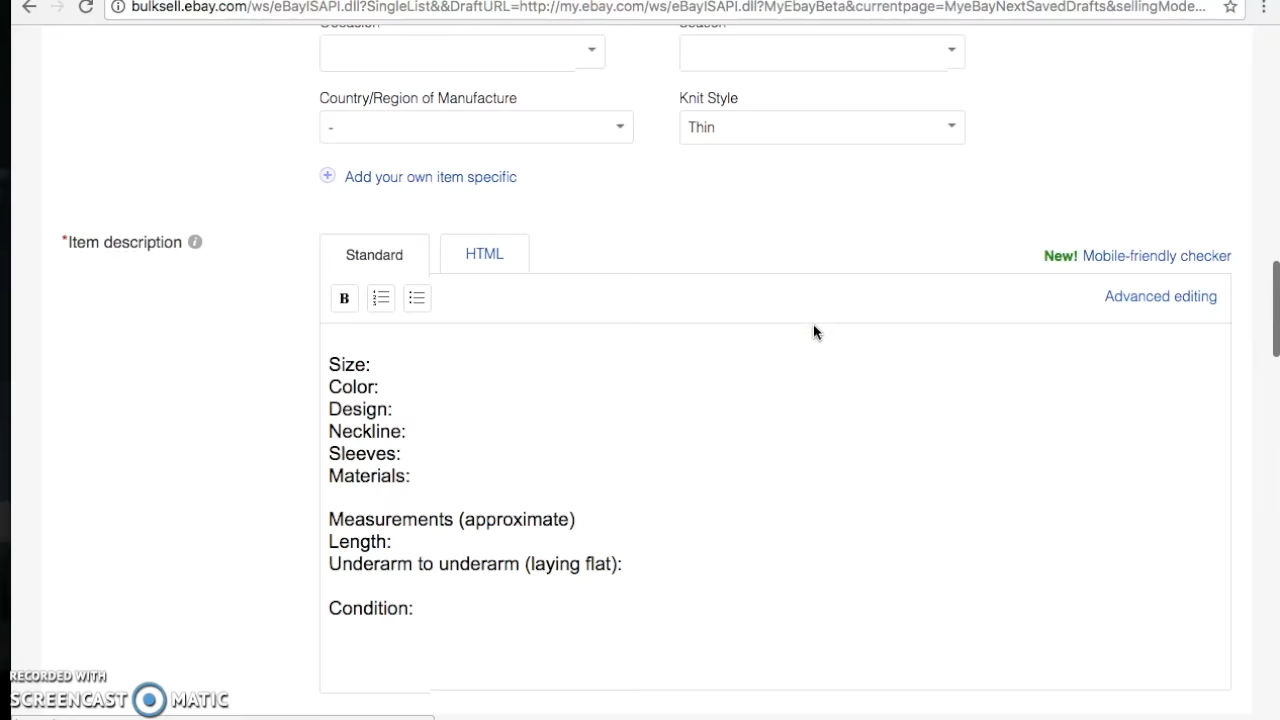 bulksell.ebay.com/ws/eBayISAPI.dll?SingleList&&DraftURL=http://my.ebay.com/ws/eBayISAPI.dll?MyEbayBeta&currentpage=MyeBayNextSavedDrafts&sellingMode...
Occasion Season
Country/Region of Manufacture Knit Style
- Thin
Add your own item specific
*Item description
Standard HTML
New! Mobile-friendly checker
B Advanced editing
Size:
Color:
Design:
Neckline:
Sleeves:
Materials:
Measurements (approximate)
Length:
Underarm to underarm (laying flat):
Condition:
RECORDED WITH
SCREENCAST MATIC